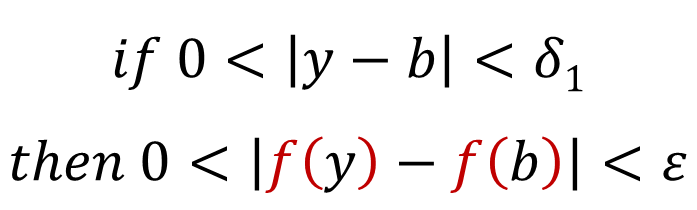 if 0 < |y − b| < δ₁
then 0 < |f(y) − f(b)| < ε